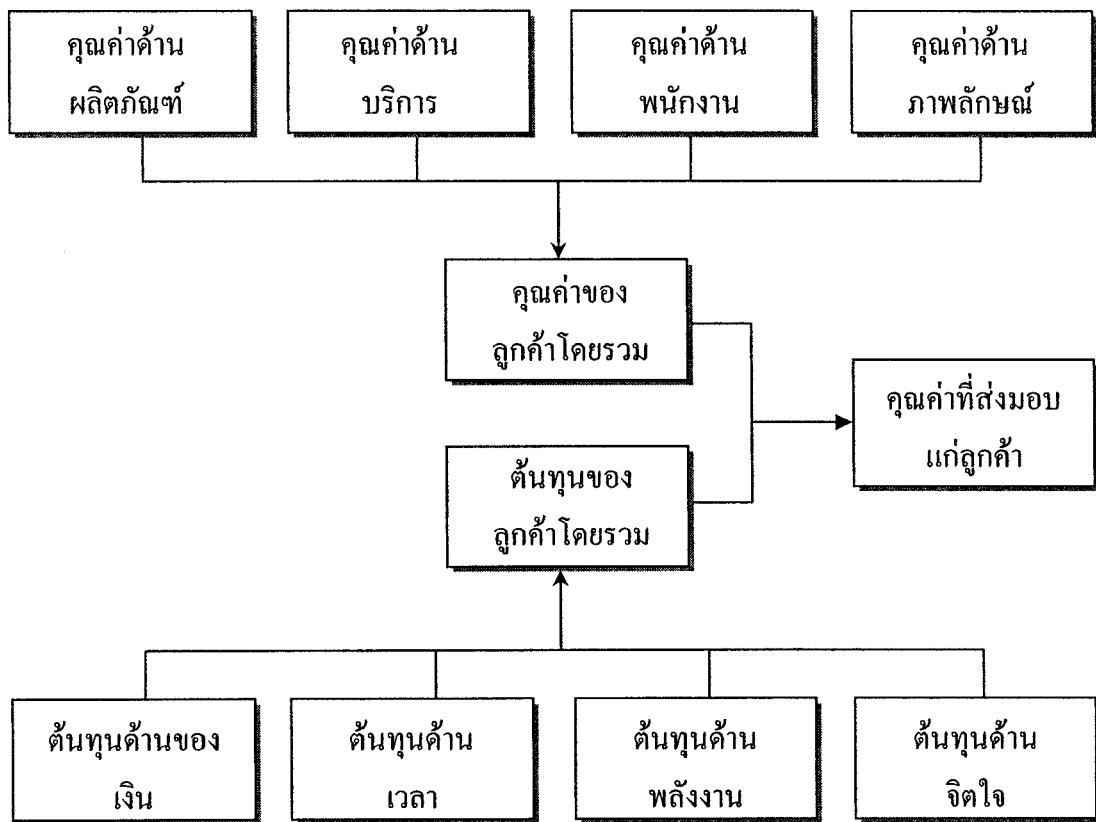 คุณค่าด้าน
ผลิตภัณฑ์
คุณค่าด้าน
บริการ
คุณค่าด้าน
พนักงาน
คุณค่าด้าน
ภาพลักษณ์
คุณค่าของ
ลูกค้าโดยรวม
คุณค่าที่ส่งมอบ
แก่ลูกค้า
ต้นทุนของ
ลูกค้าโดยรวม
ต้นทุนด้านของ
เงิน
ต้นทุนด้าน
เวลา
ต้นทุนด้าน
พลังงาน
ต้นทุนด้าน
จิตใจ